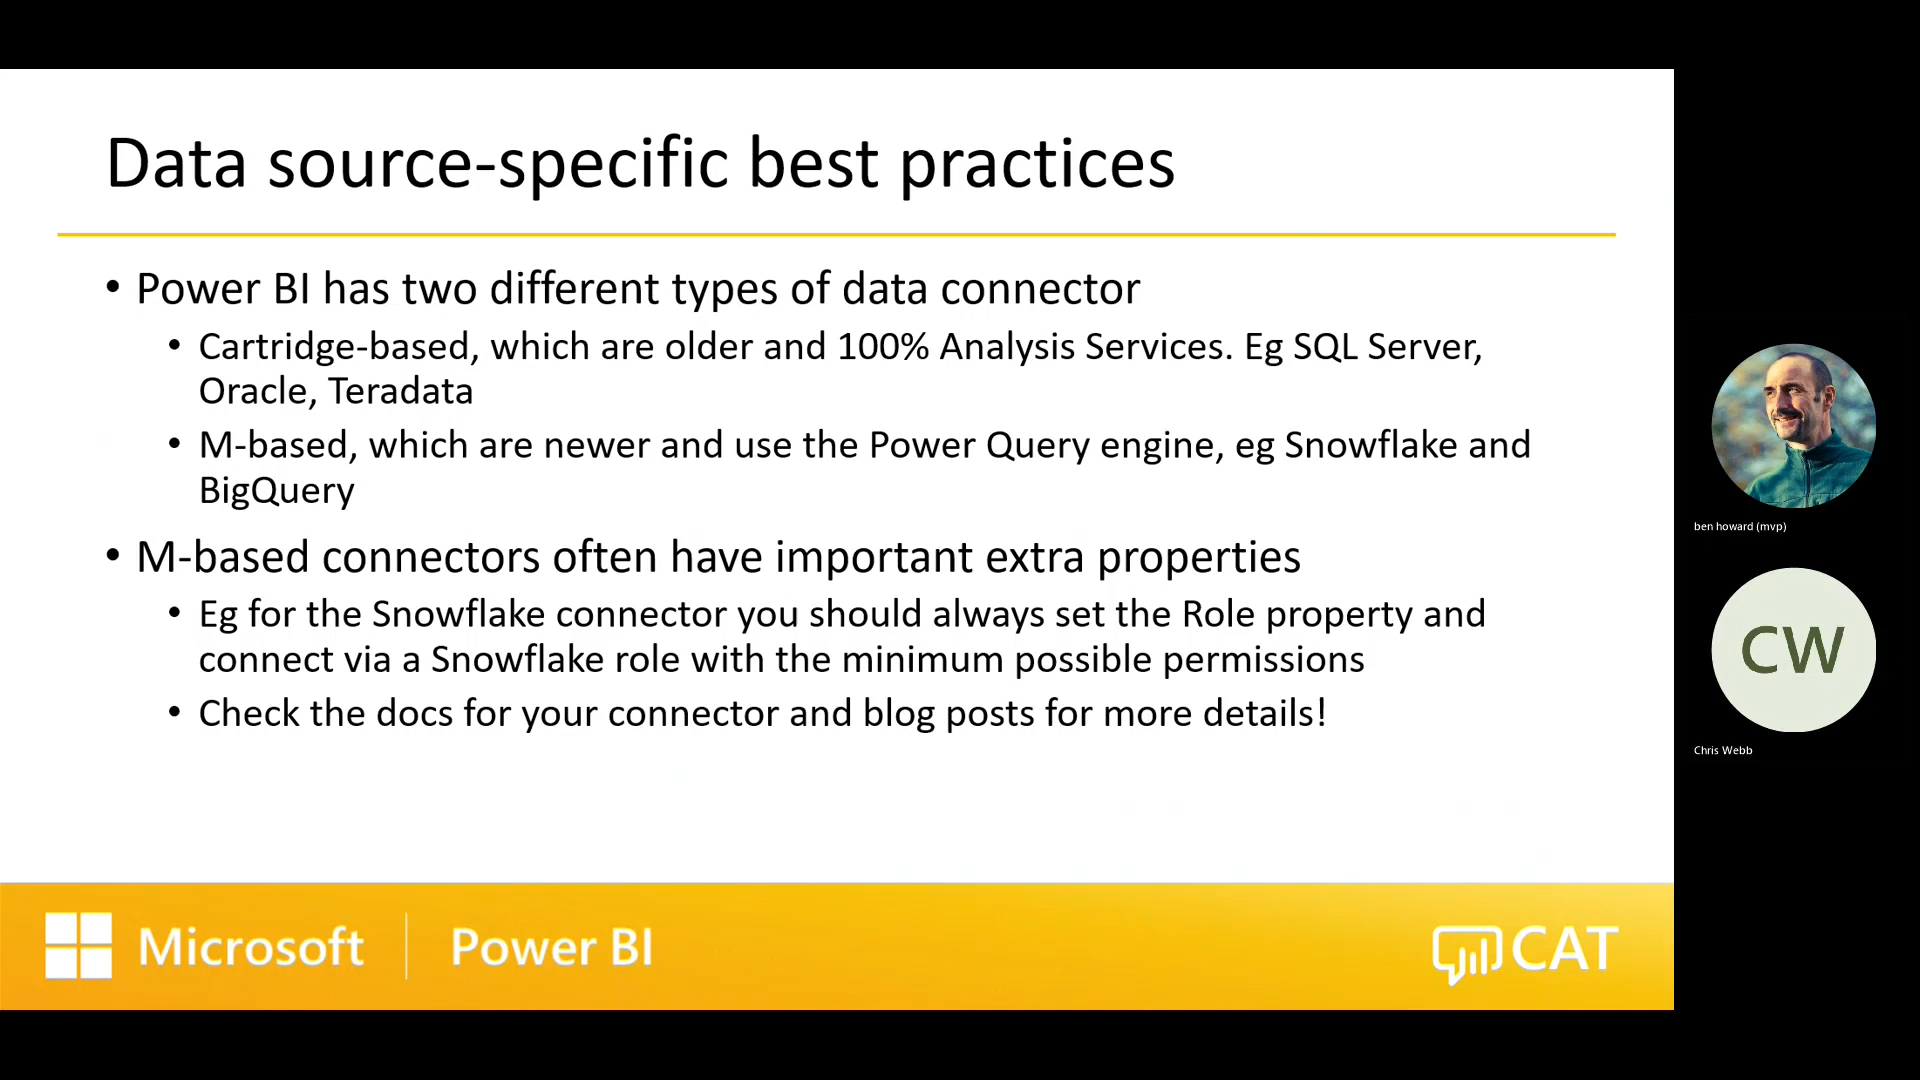 Data source-specific best practices
• Power BI has two different types of data connector
• Cartridge-based, which are older and 100% Analysis Services. Eg SQL Server,
Oracle, Teradata
• M-based, which are newer and use the Power Query engine, eg Snowflake and
BigQuery
• M-based connectors often have important extra properties
• Eg for the Snowflake connector you should always set the Role property and
connect via a Snowflake role with the minimum possible permissions
• Check the docs for your connector and blog posts for more details!
Microsoft | Power BI
CAT
ben howard (mvp)
CW
Chris Webb